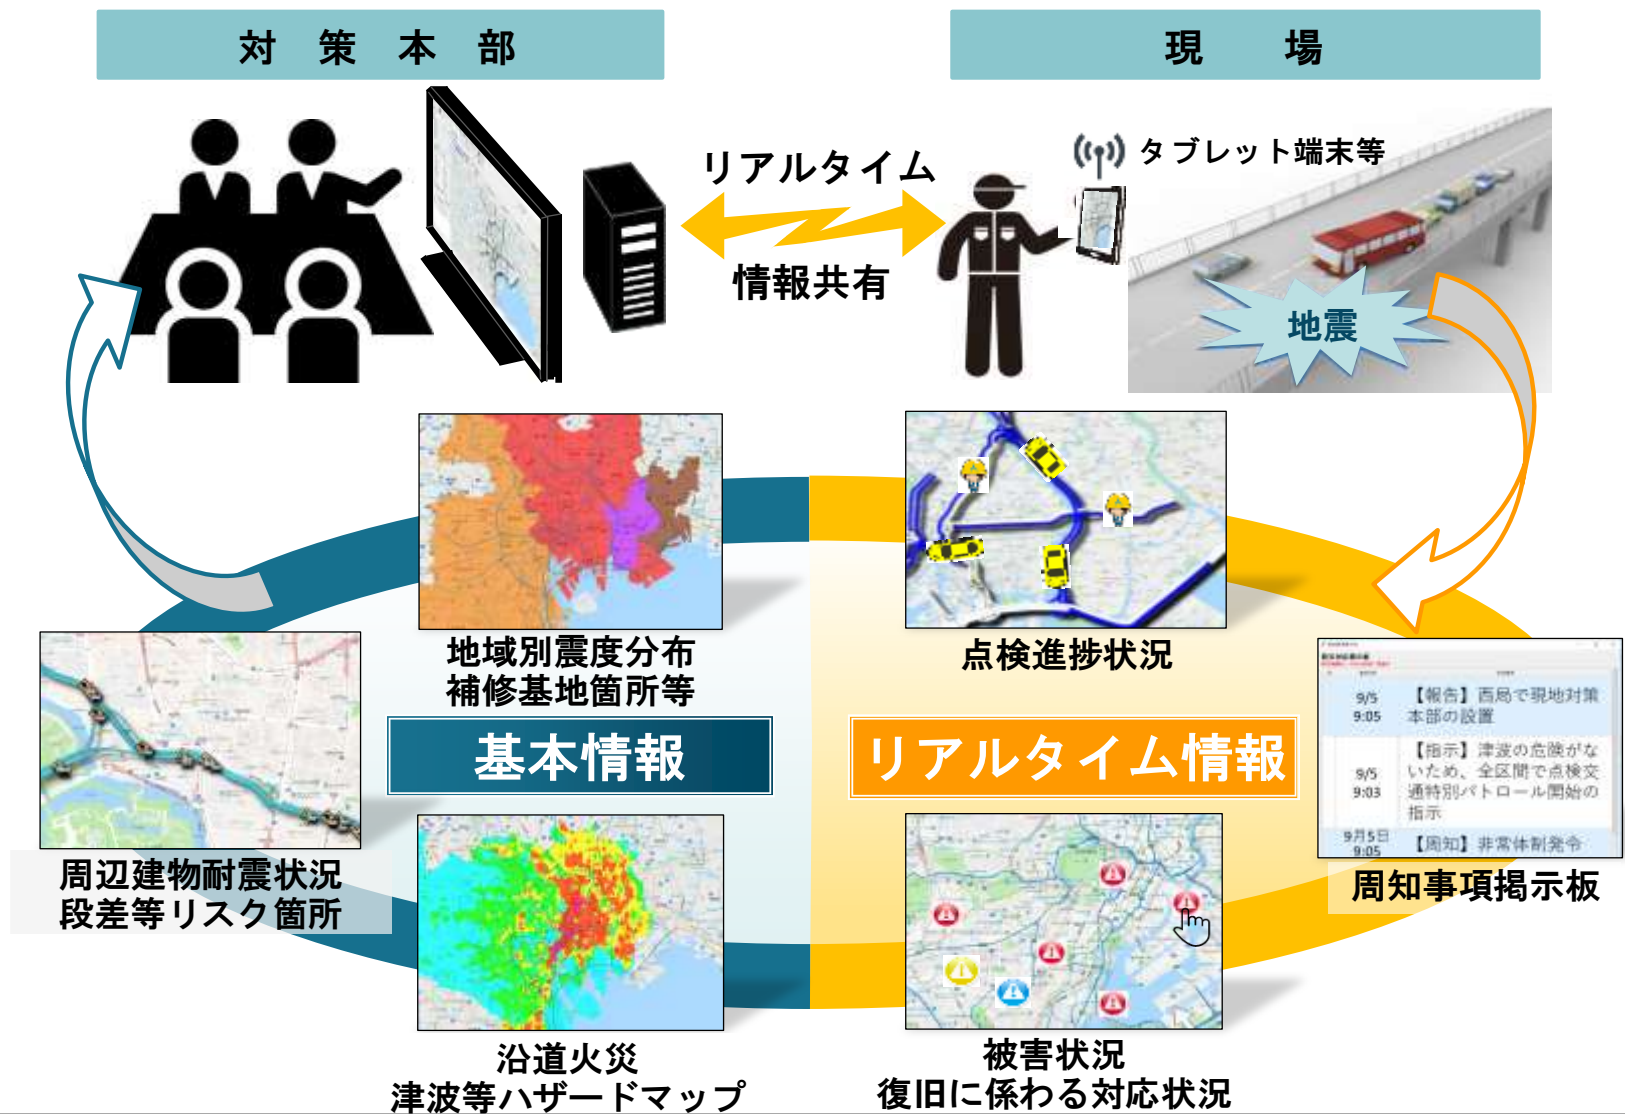 対策本部
現場
リアルタイム
情報共有
タブレット端末等
地震
地域別震度分布
補修基地箇所等
点検進捗状況
基本情報
リアルタイム情報
周辺建物耐震状況
段差等リスク箇所
9/5
9:05
【報告】西局で現地対策
本部の設置
9/5
9:03
【指示】津波の危険がな
いため、全区間で点検交
通特別パトロール開始の
指示
9月5日
9:05
【周知】非常体制発令
周知事項掲示板
沿道火災
津波等ハザードマップ
被害状況
復旧に係わる対応状況